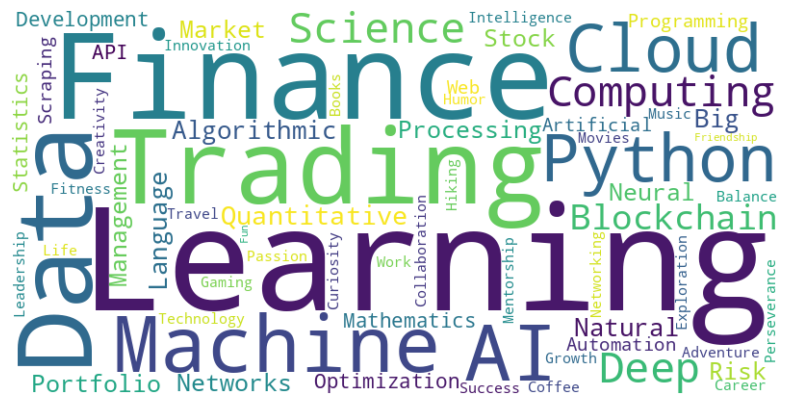 Development
Market
Science
Intelligence
Programming
API
Innovation
Stock
Cloud
Finance
Scraping
Statistics
Creativity
Books
Web
Humor
Computing
Data
Algorithmic
Processing
Artificial
Music
Big
Movies
Friendship
Trading
Python
Management
Language
Fitness
Hiking
Neural
Balance
Travel
Quantitative
Collaboration
Blockchain
Learning
Leadership
Life
Fun
Passion
Curiosity
Work
Mentorship
Networking
Exploration
Perseverance
Gaming
Technology
Machine
Mathematics
AI
Natural
Automation
Growth
Adventure
Portfolio
Networks
Optimization
Success
Coffee
Deep
Risk
Career